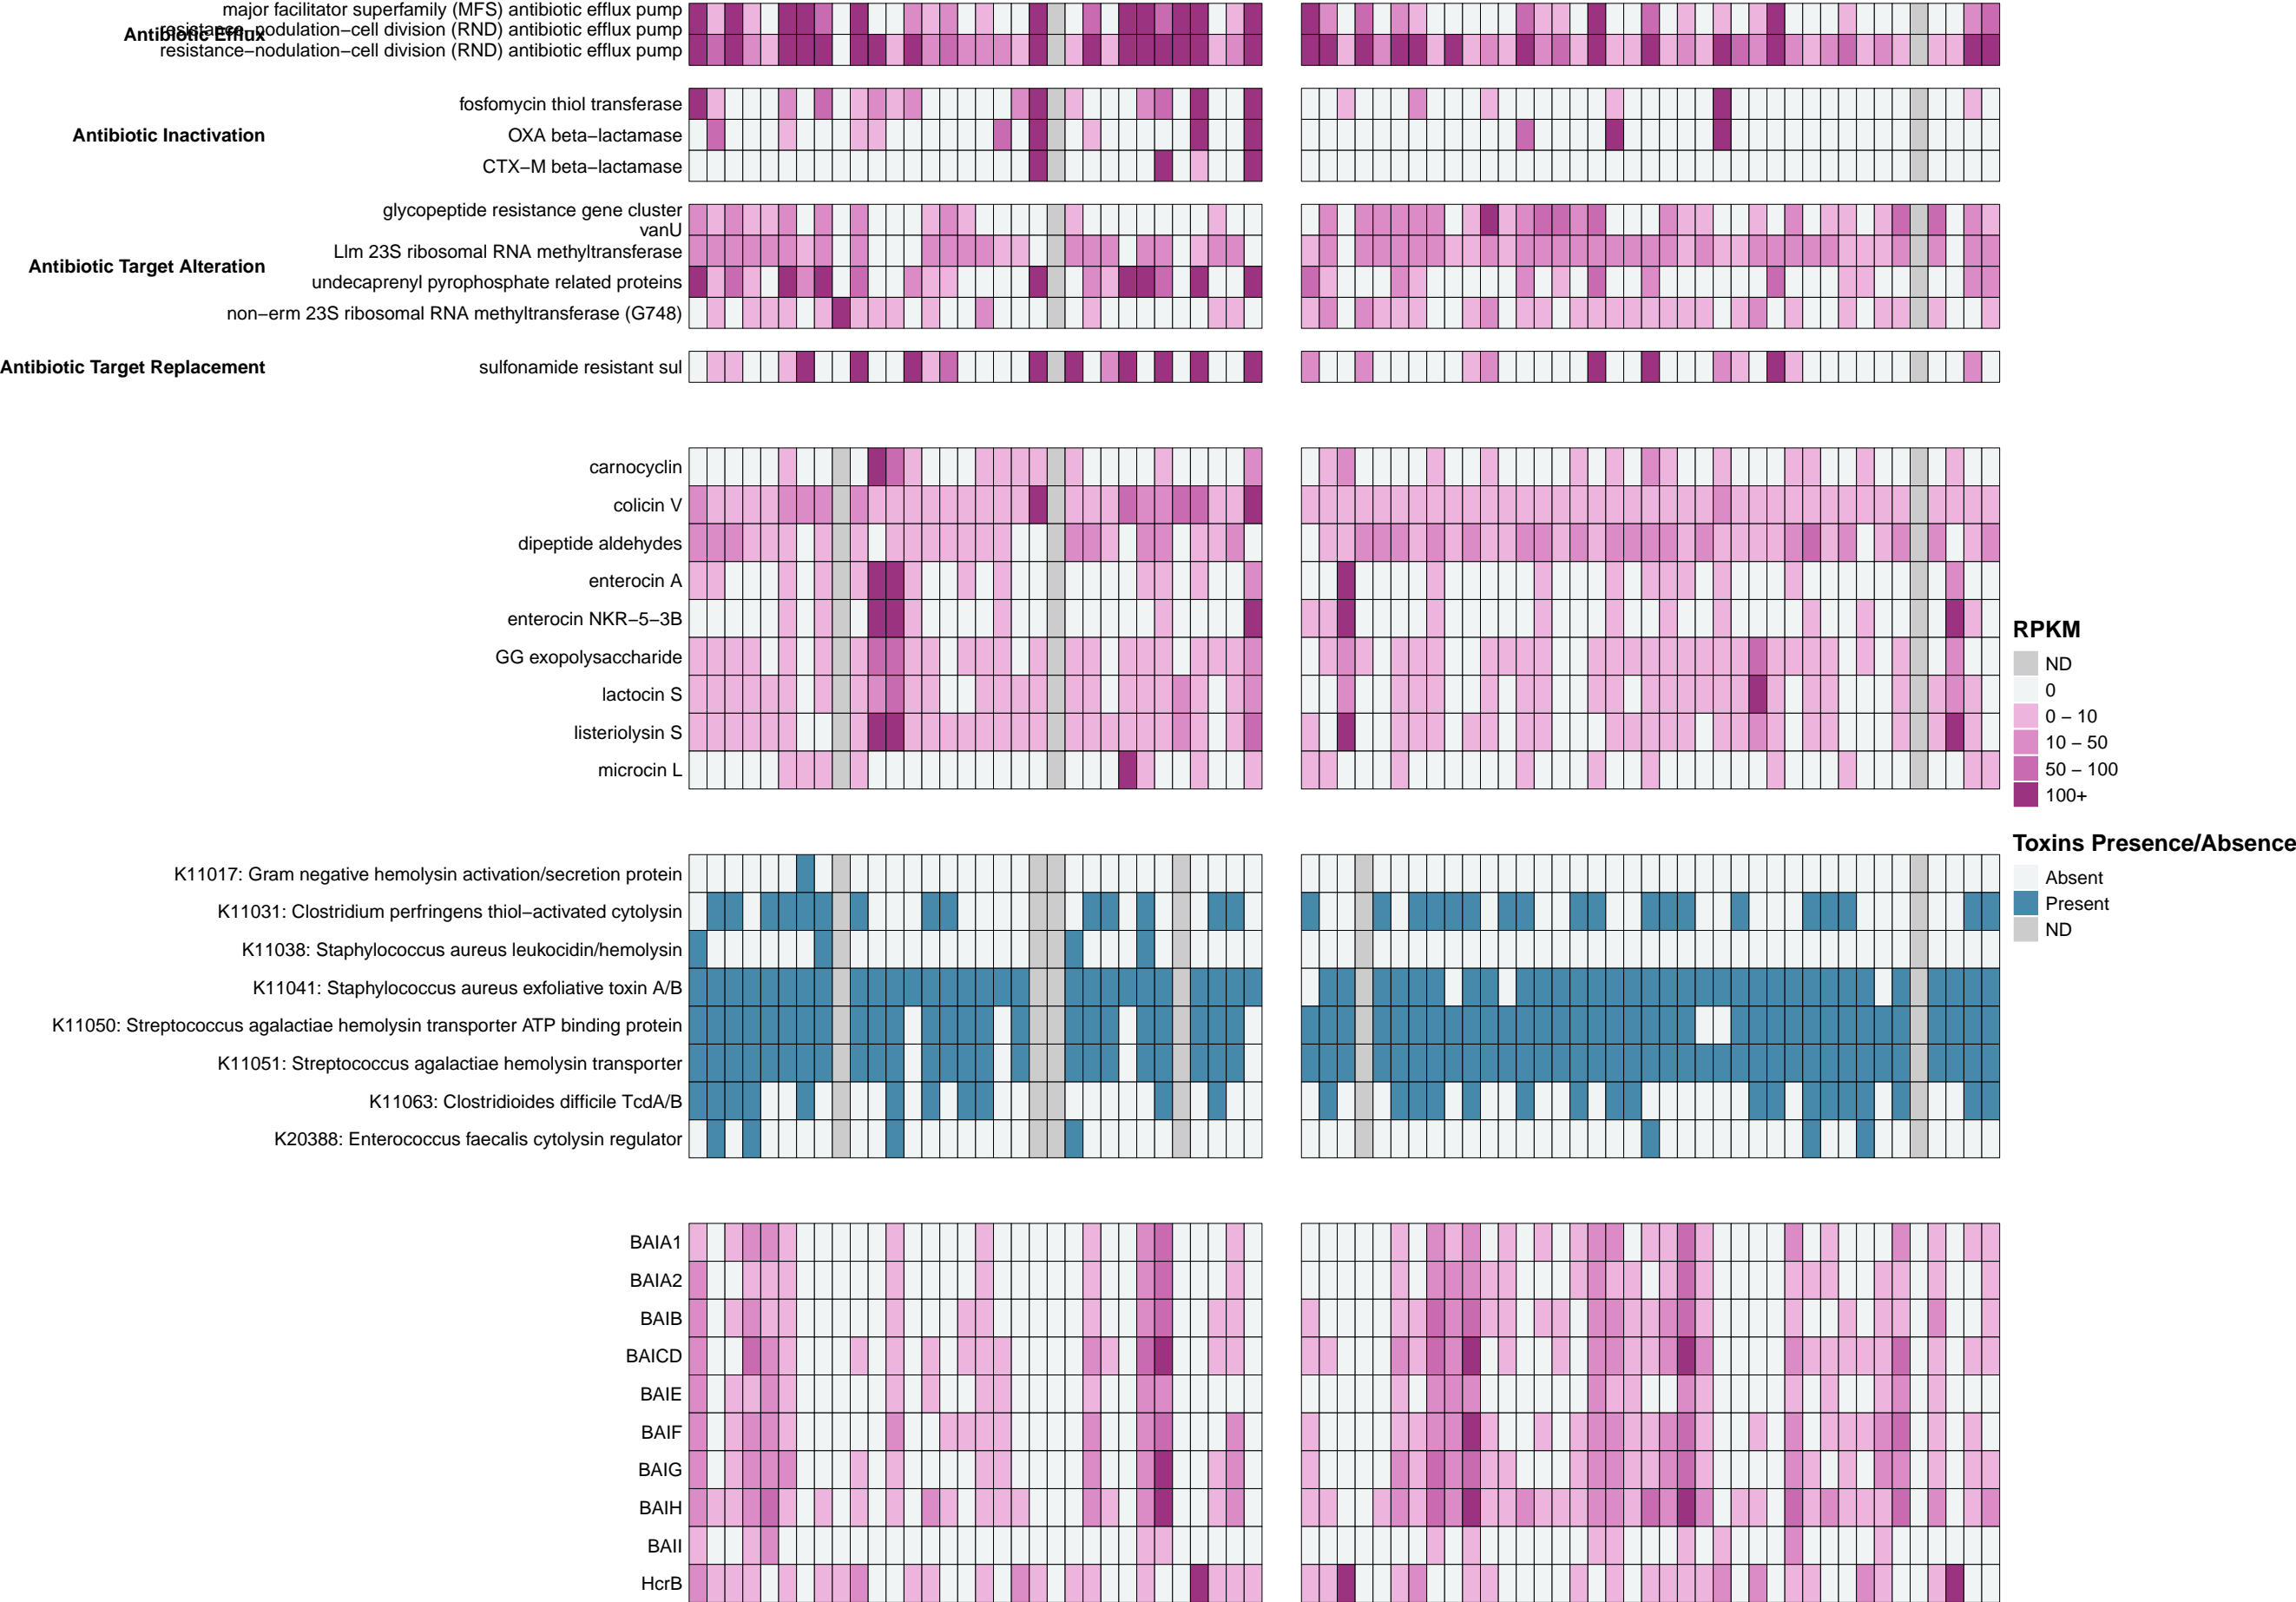 major facilitator superfamily (MFS) antibiotic efflux pump
resistance−nodulation−cell division (RND) antibiotic efflux pump
Antibiotic Efflux
resistance−nodulation−cell division (RND) antibiotic efflux pump
fosfomycin thiol transferase
Antibiotic Inactivation
OXA beta−lactamase
CTX−M beta−lactamase
glycopeptide resistance gene cluster
vanU
Llm 23S ribosomal RNA methyltransferase
Antibiotic Target Alteration
undecaprenyl pyrophosphate related proteins
non−erm 23S ribosomal RNA methyltransferase (G748)
Antibiotic Target Replacement
sulfonamide resistant sul
carnocyclin
colicin V
dipeptide aldehydes
enterocin A
enterocin NKR−5−3B
GG exopolysaccharide
lactocin S
listeriolysin S
microcin L
RPKM
ND
0
0 − 10
10 − 50
50 − 100
100+
Toxins Presence/Absence
Absent
Present
ND
K11017: Gram negative hemolysin activation/secretion protein
K11031: Clostridium perfringens thiol−activated cytolysin
K11038: Staphylococcus aureus leukocidin/hemolysin
K11041: Staphylococcus aureus exfoliative toxin A/B
K11050: Streptococcus agalactiae hemolysin transporter ATP binding protein
K11051: Streptococcus agalactiae hemolysin transporter
K11063: Clostridioides difficile TcdA/B
K20388: Enterococcus faecalis cytolysin regulator
BAIA1
BAIA2
BAIB
BAICD
BAIE
BAIF
BAIG
BAIH
BAII
HcrB